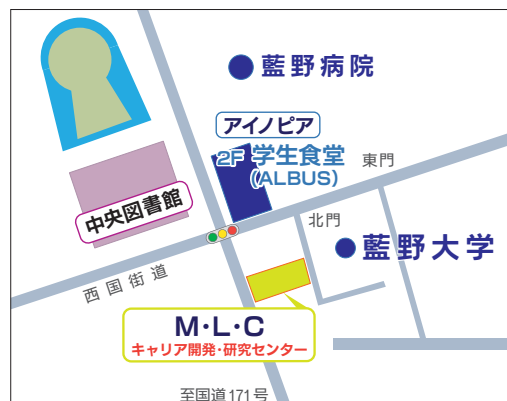 藍野病院
アイノピア
2F 学生食堂
(ALBUS)
東門
中央図書館
北門
藍野大学
西国街道
M・L・C
キャリア開発・研究センター
至国道171号